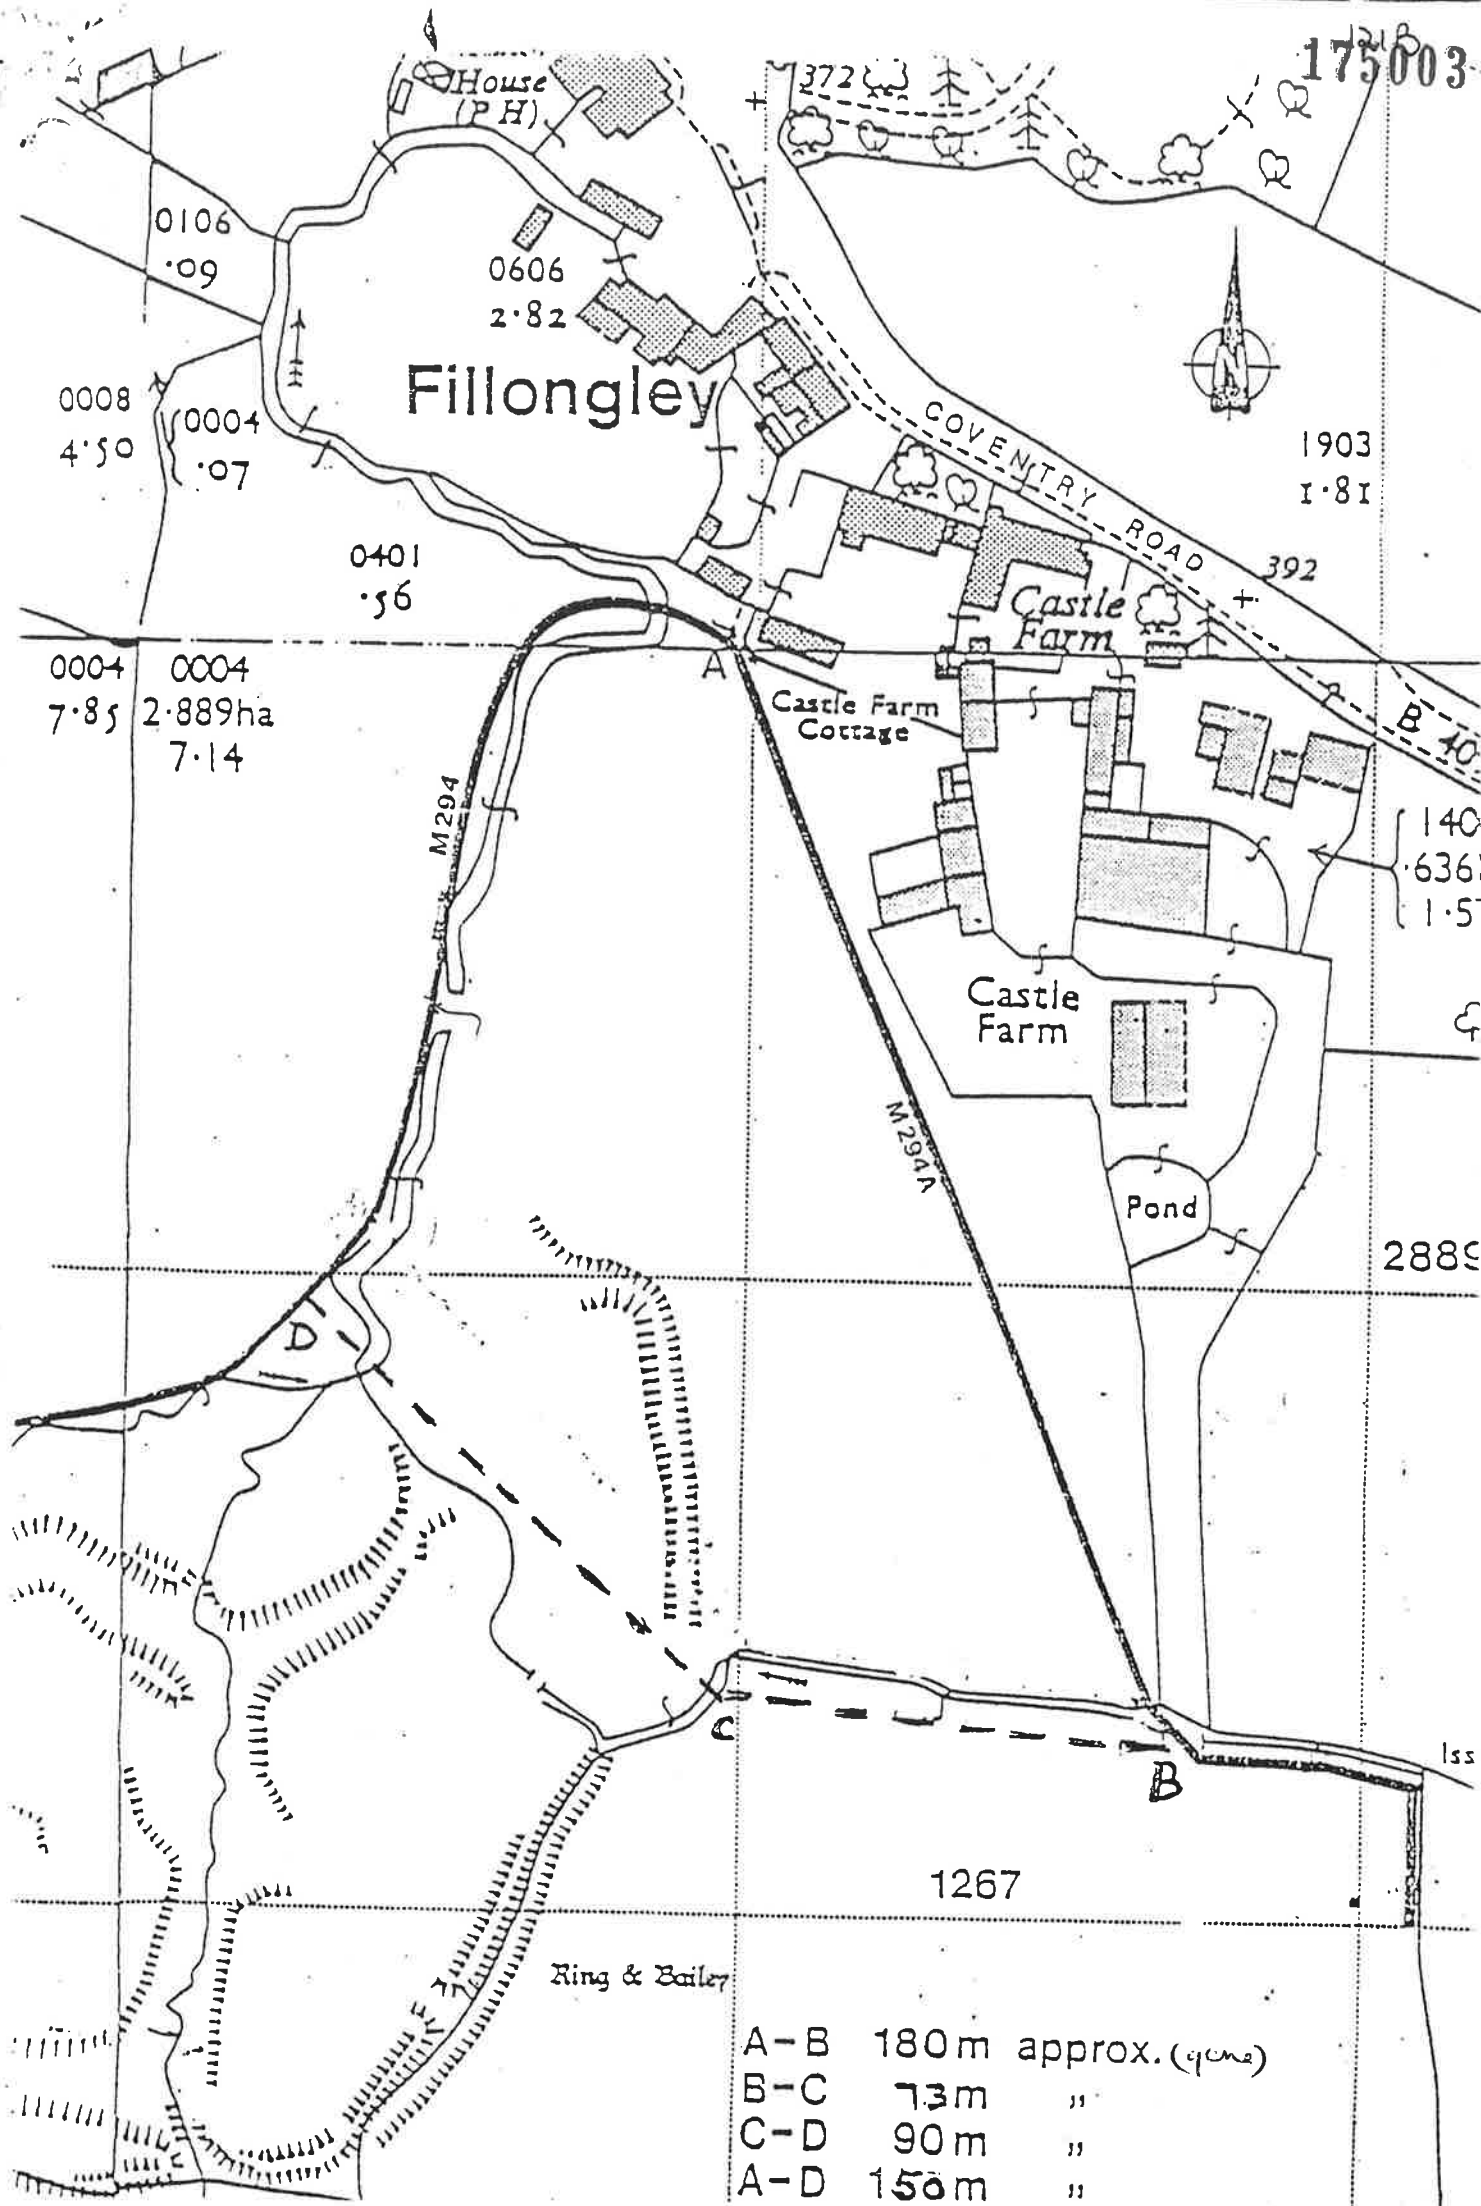 175003
House
(P H)
372
0106
·09
0606
2·82
Fillongley
0008
4·50
0004
·07
COVENTRY ROAD
1903
1·81
0401
·56
392
Castle
Farm
0004
7·85
0004
2·889ha
7·14
A
Castle Farm
Cottage
B 40
M294
140
·636
1·5
Castle
Farm
M294A
Pond
2889
D
C
B
Iss
1267
Ring & Bailey
A-B 180m approx.
B-C 73m "
C-D 90m "
A-D 158m "